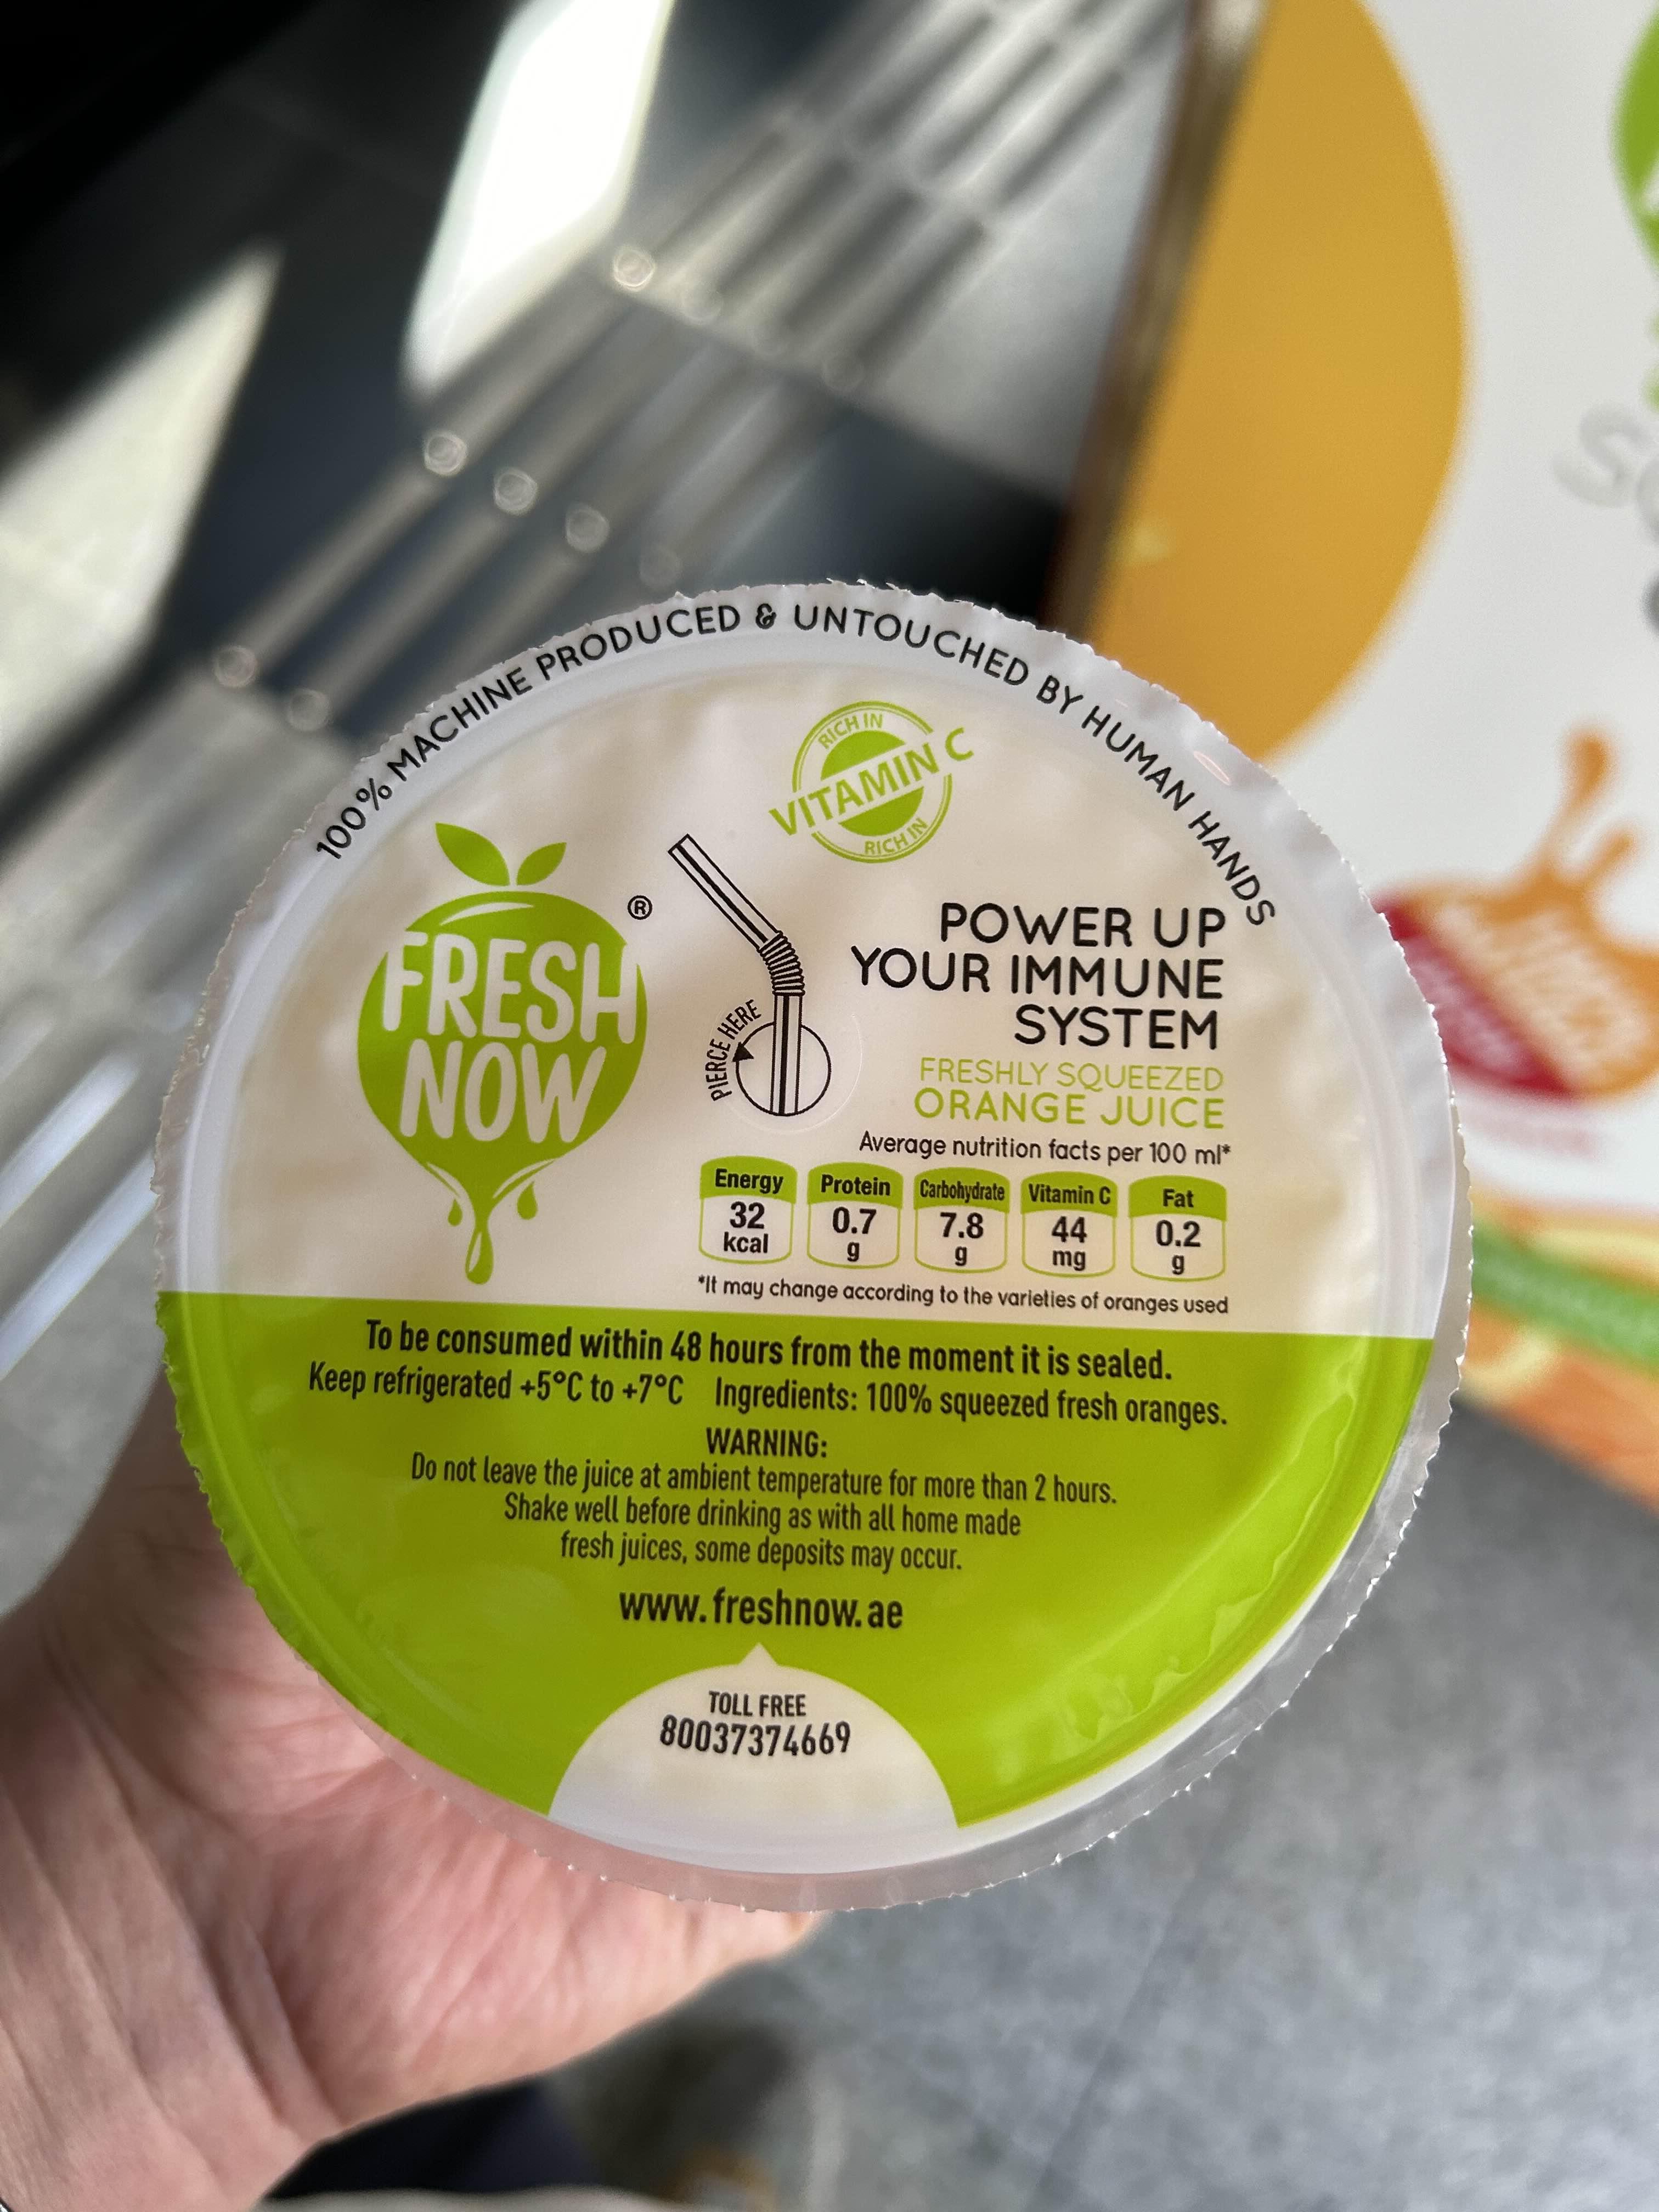 100% MACHINE PRODUCED & UNTOUCHED BY HUMAN HANDS
RICH IN
VITAMIN C
RICH IN
FRESH
NOW
®
PIERCE HERE
POWER UP
YOUR IMMUNE
SYSTEM
FRESHLY SQUEEZED
ORANGE JUICE
Average nutrition facts per 100 ml*
Energy Protein Carbohydrate Vitamin C Fat
32 0.7 7.8 44 0.2
kcal g g mg g
*It may change according to the varieties of oranges used
To be consumed within 48 hours from the moment it is sealed.
Keep refrigerated +5°C to +7°C Ingredients: 100% squeezed fresh oranges.
WARNING:
Do not leave the juice at ambient temperature for more than 2 hours.
Shake well before drinking as with all home made
fresh juices, some deposits may occur.
www.freshnow.ae
TOLL FREE
80037374669